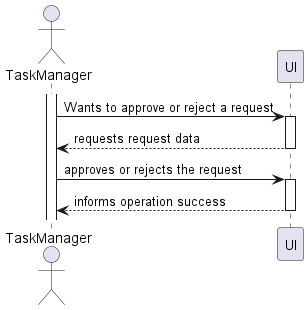 TaskManager
UI
Wants to approve or reject a request
requests request data
approves or rejects the request
informs operation success
TaskManager
UI